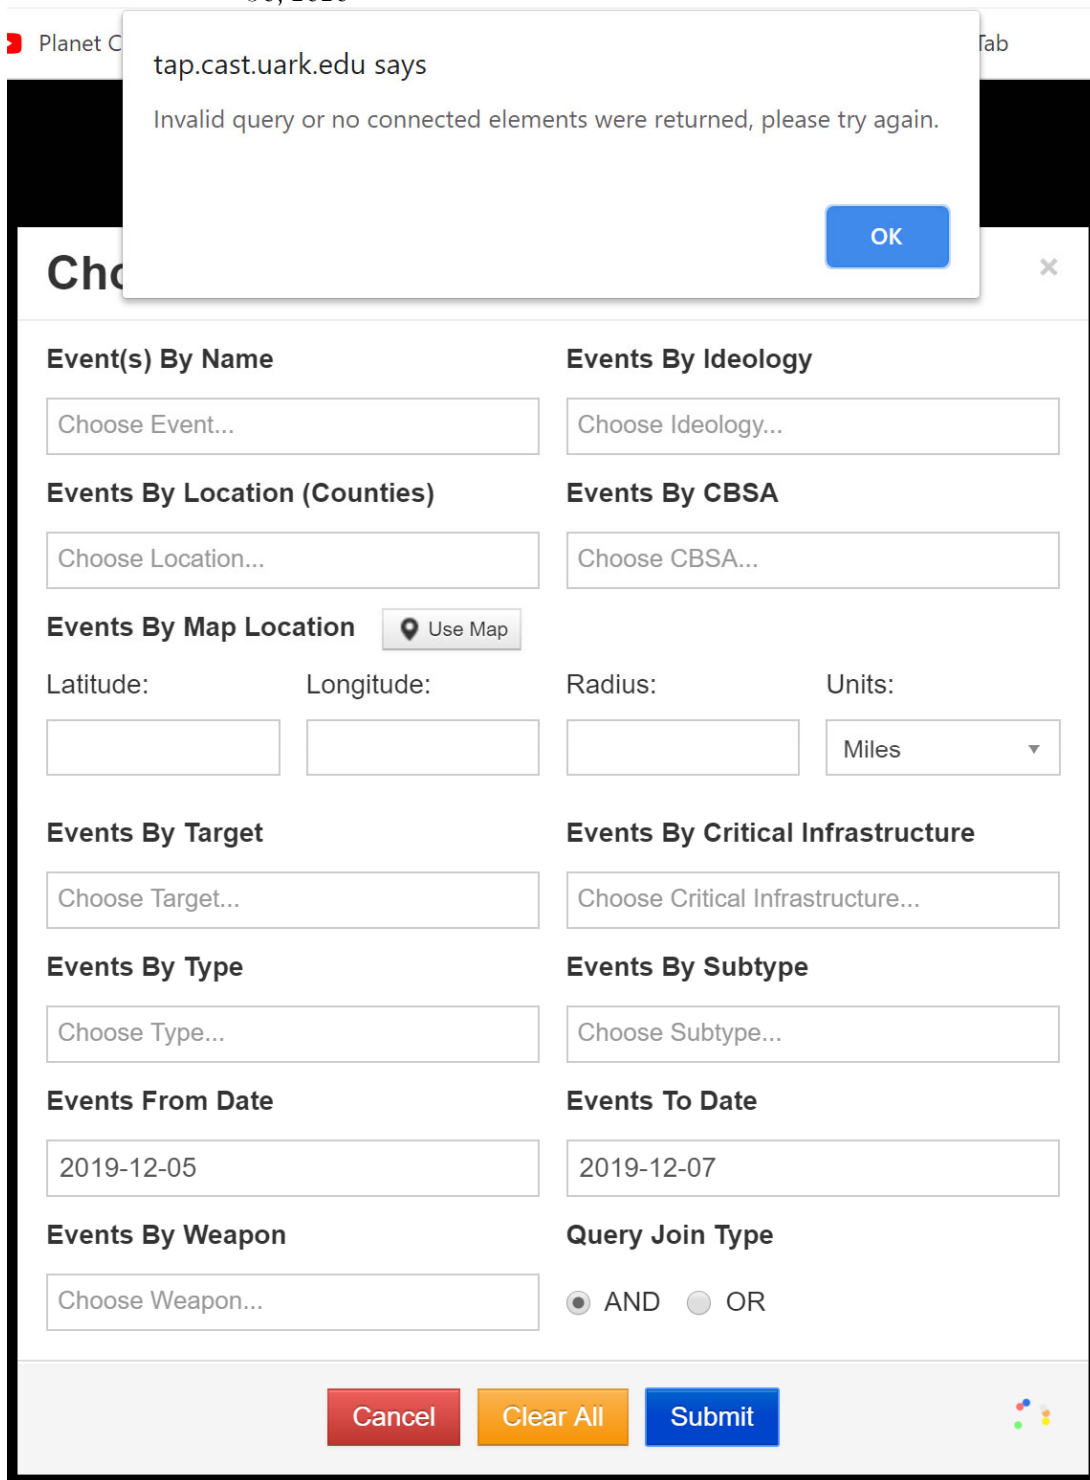 Planet C
Tab
tap.cast.uark.edu says
Invalid query or no connected elements were returned, please try again.
OK
Cho
×
Event(s) By Name
Events By Ideology
Choose Event...
Choose Ideology...
Events By Location (Counties)
Events By CBSA
Choose Location...
Choose CBSA...
Events By Map Location
Use Map
Latitude:
Longitude:
Radius:
Units:
Miles
Events By Target
Events By Critical Infrastructure
Choose Target...
Choose Critical Infrastructure...
Events By Type
Events By Subtype
Choose Type...
Choose Subtype...
Events From Date
Events To Date
2019-12-05
2019-12-07
Events By Weapon
Query Join Type
Choose Weapon...
AND
OR
Cancel
Clear All
Submit